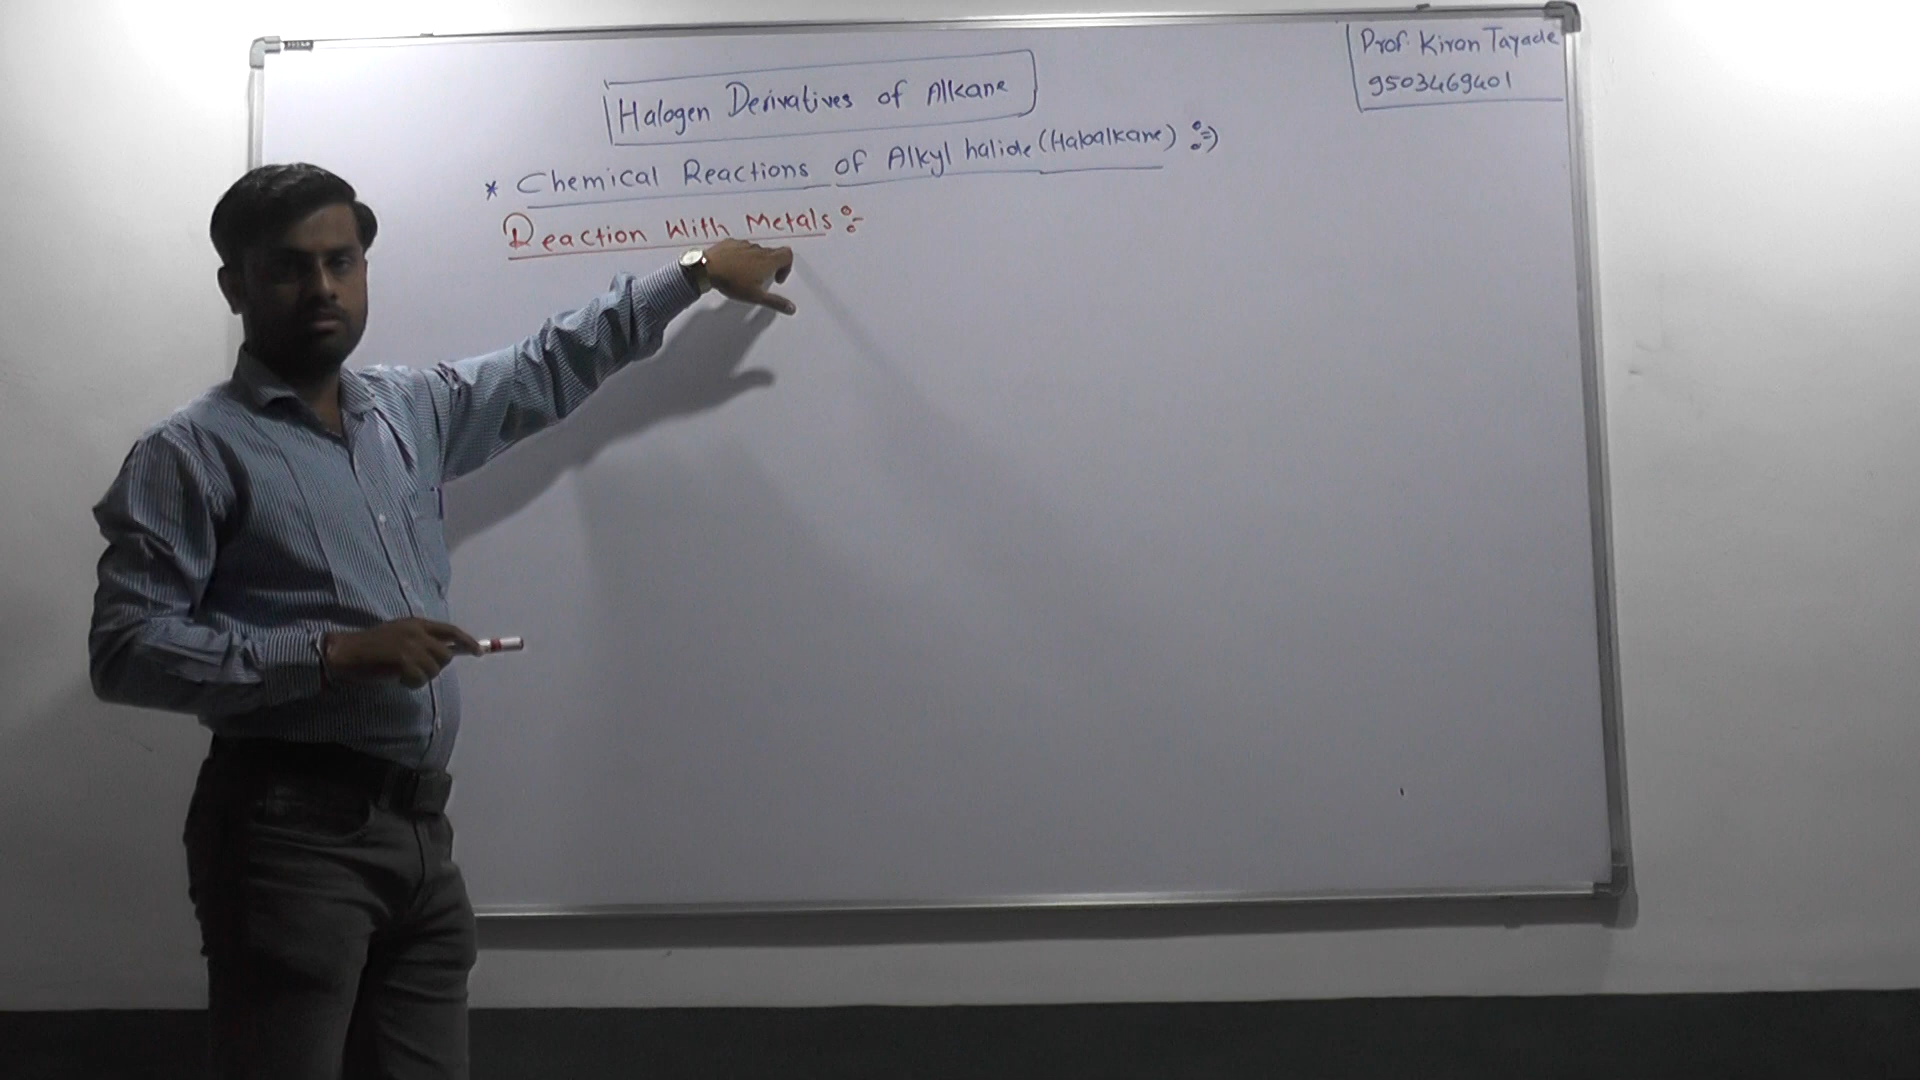 Prof. Kiran Tayade
9503469401
Halogen Derivatives of Alkane
* Chemical Reactions of Alkyl halide (Haloalkane) :=)
Reaction With Metals :-